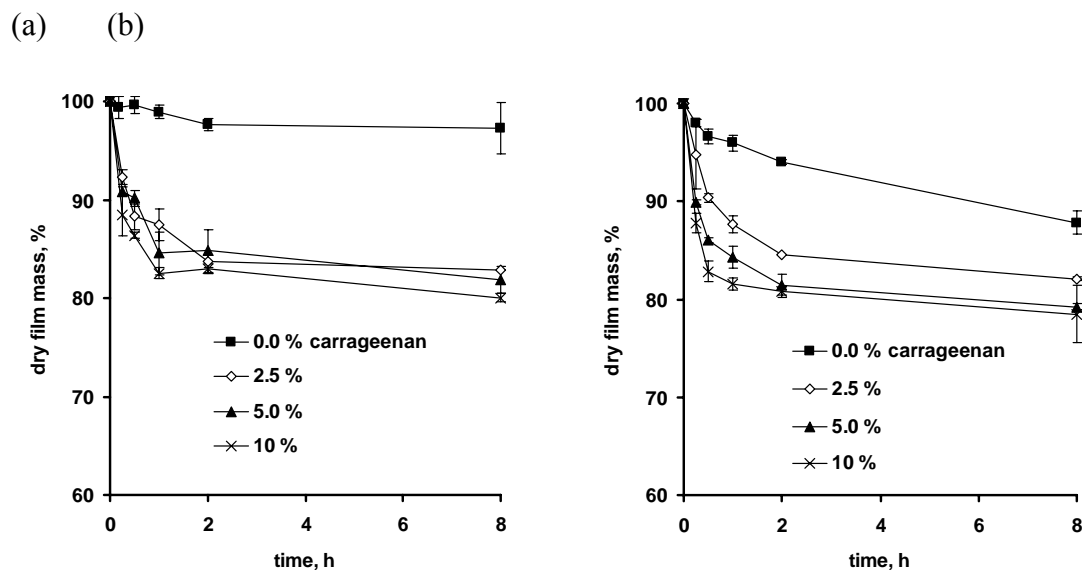 (a) (b)
dry film mass, %
100
90
80
70
60
0.0 % carrageenan
2.5 %
5.0 %
10 %
0 2 4 6 8
time, h
dry film mass, %
100
90
80
70
60
0.0 % carrageenan
2.5 %
5.0 %
10 %
0 2 4 6 8
time, h